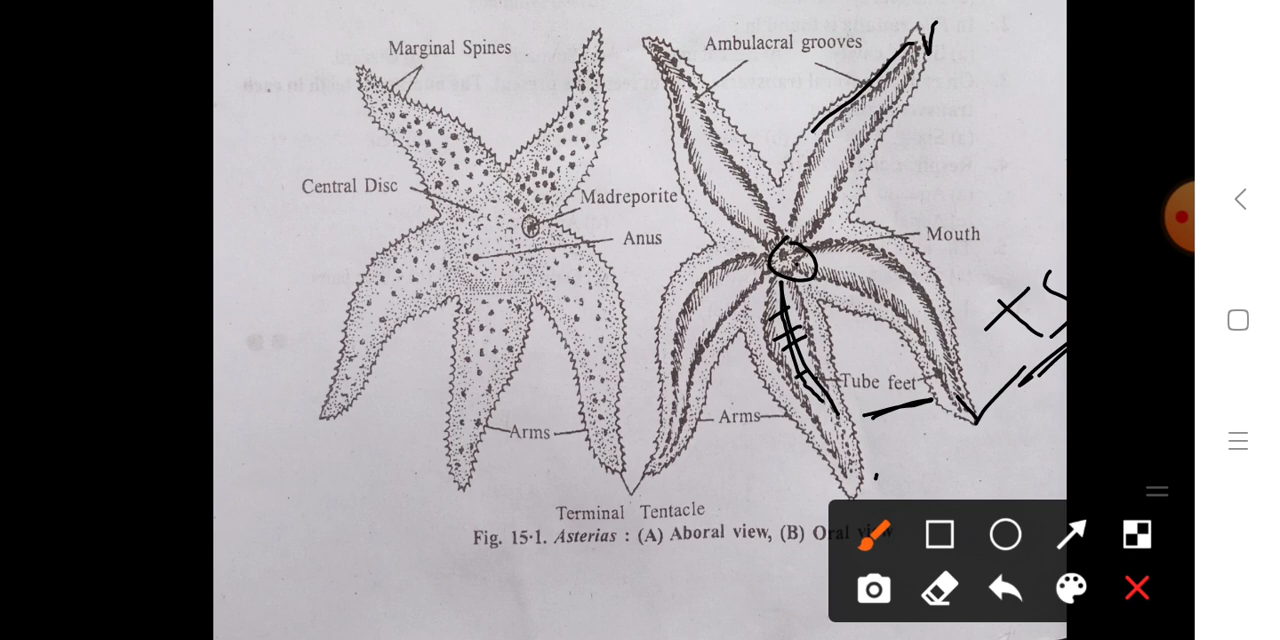 Marginal Spines
Ambulacral grooves
Central Disc
Madreporite
Anus
Mouth
Tube feet
Arms
Arms
Terminal Tentacle
Fig. 15·1. Asterias : (A) Aboral view, (B) Oral view